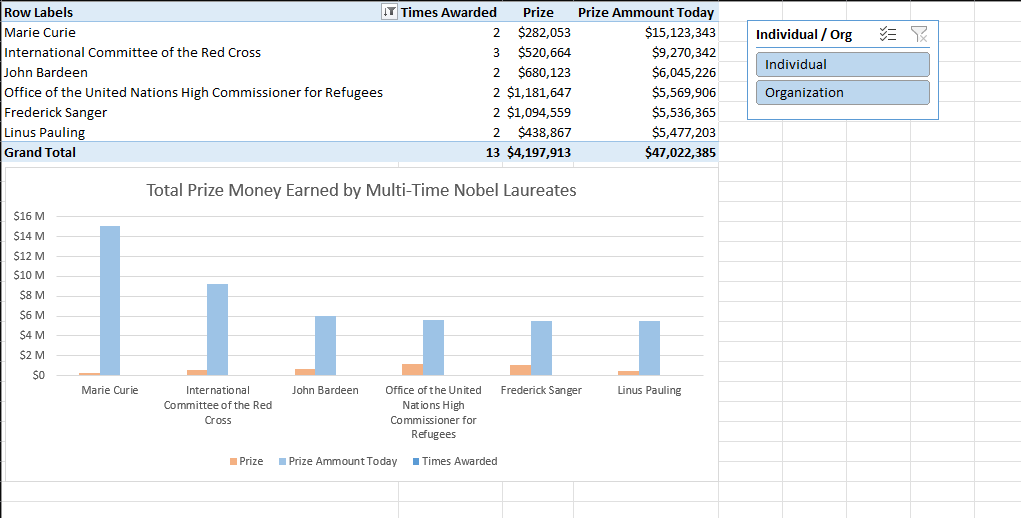 Row Labels Times Awarded Prize Prize Ammount Today
Marie Curie 2 $282,053 $15,123,343
International Committee of the Red Cross 3 $520,664 $9,270,342
John Bardeen 2 $680,123 $6,045,226
Office of the United Nations High Commissioner for Refugees 2 $1,181,647 $5,569,906
Frederick Sanger 2 $1,094,559 $5,536,365
Linus Pauling 2 $438,867 $5,477,203
Grand Total 13 $4,197,913 $47,022,385
Individual / Org
Individual
Organization
Total Prize Money Earned by Multi-Time Nobel Laureates
$16 M
$14 M
$12 M
$10 M
$8 M
$6 M
$4 M
$2 M
$0
Marie Curie
International
Committee of the Red
Cross
John Bardeen
Office of the United
Nations High
Commissioner for
Refugees
Frederick Sanger
Linus Pauling
Prize Prize Ammount Today Times Awarded